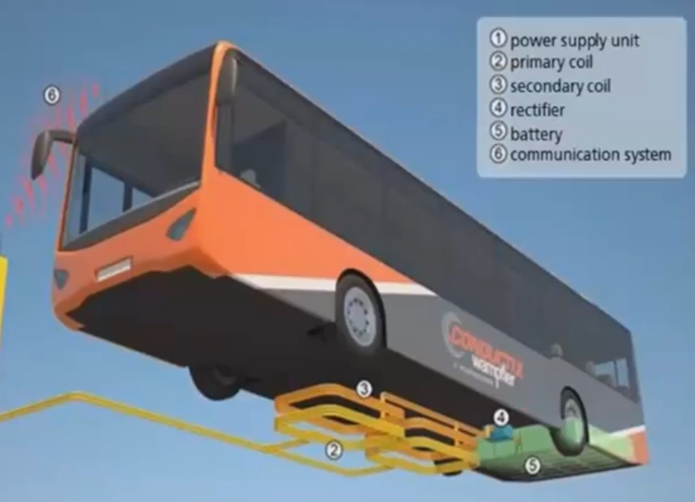 ① power supply unit
② primary coil
③ secondary coil
④ rectifier
⑤ battery
⑥ communication system
⑥
CONDUCTIX
wampfler
③
④
②
⑤